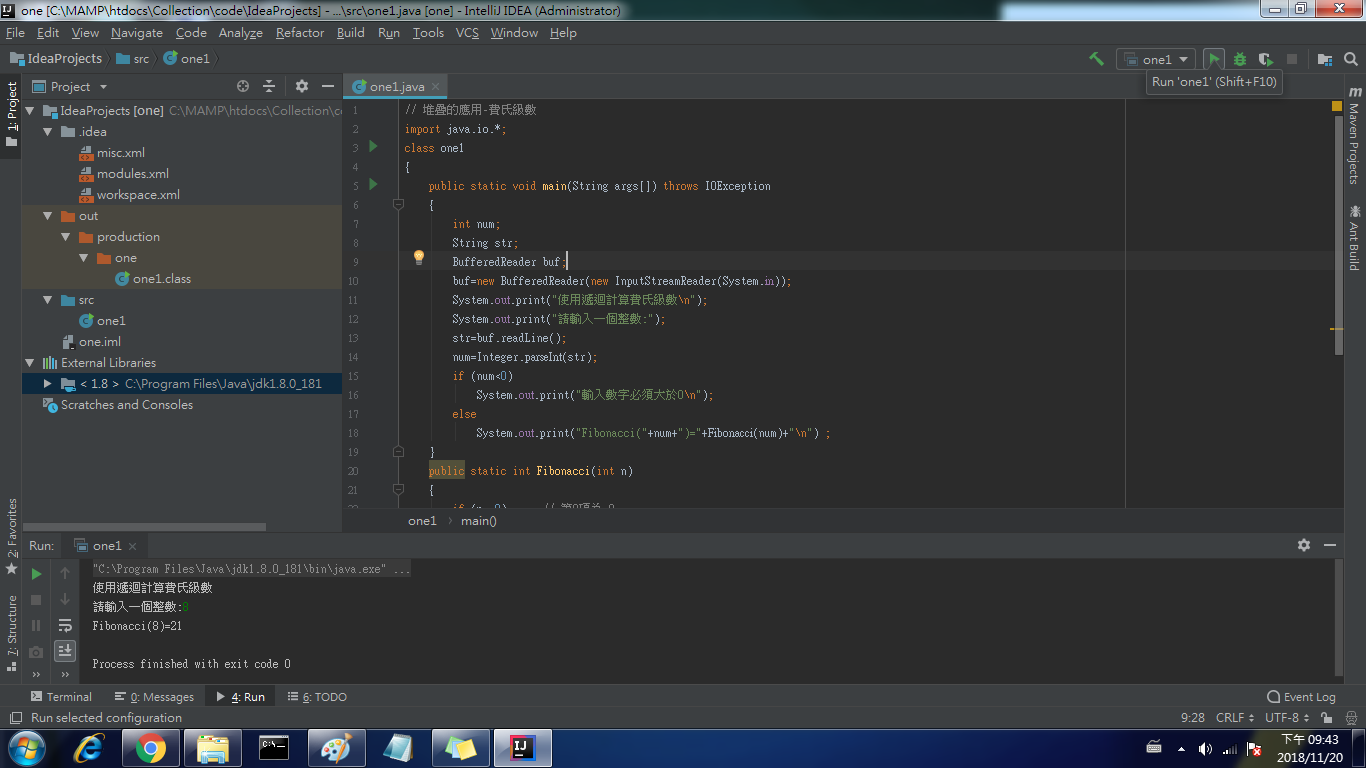 one [C:\MAMP\htdocs\Collection\code\IdeaProjects] - ...\src\one1.java [one] - IntelliJ IDEA (Administrator)
File Edit View Navigate Code Analyze Refactor Build Run Tools VCS Window Help
IdeaProjects src one1
one1
Run 'one1' (Shift+F10)
1: Project
Project
IdeaProjects [one] C:\MAMP\htdocs\Collection\c
.idea
misc.xml
modules.xml
workspace.xml
out
production
one
one1.class
src
one1
one.iml
External Libraries
< 1.8 > C:\Program Files\Java\jdk1.8.0_181
Scratches and Consoles
one1.java
1 // 堆疊的應用-費氏級數
2 import java.io.*;
3 class one1
4 {
5 public static void main(String args[]) throws IOException
6 {
7 int num;
8 String str;
9 BufferedReader buf;
10 buf=new BufferedReader(new InputStreamReader(System.in));
11 System.out.print("使用遞迴計算費氏級數\n");
12 System.out.print("請輸入一個整數:");
13 str=buf.readLine();
14 num=Integer.parseInt(str);
15 if (num<0)
16 System.out.print("輸入數字必須大於0\n");
17 else
18 System.out.print("Fibonacci("+num+")="+Fibonacci(num)+"\n") ;
19 }
20 public static int Fibonacci(int n)
21 {
one1 main()
m Maven Projects
Ant Build
2: Favorites
7: Structure
Run: one1
"C:\Program Files\Java\jdk1.8.0_181\bin\java.exe" ...
使用遞迴計算費氏級數
請輸入一個整數:8
Fibonacci(8)=21
Process finished with exit code 0
Terminal 0: Messages 4: Run 6: TODO Event Log
Run selected configuration 9:28 CRLF UTF-8
下午 09:43
2018/11/20